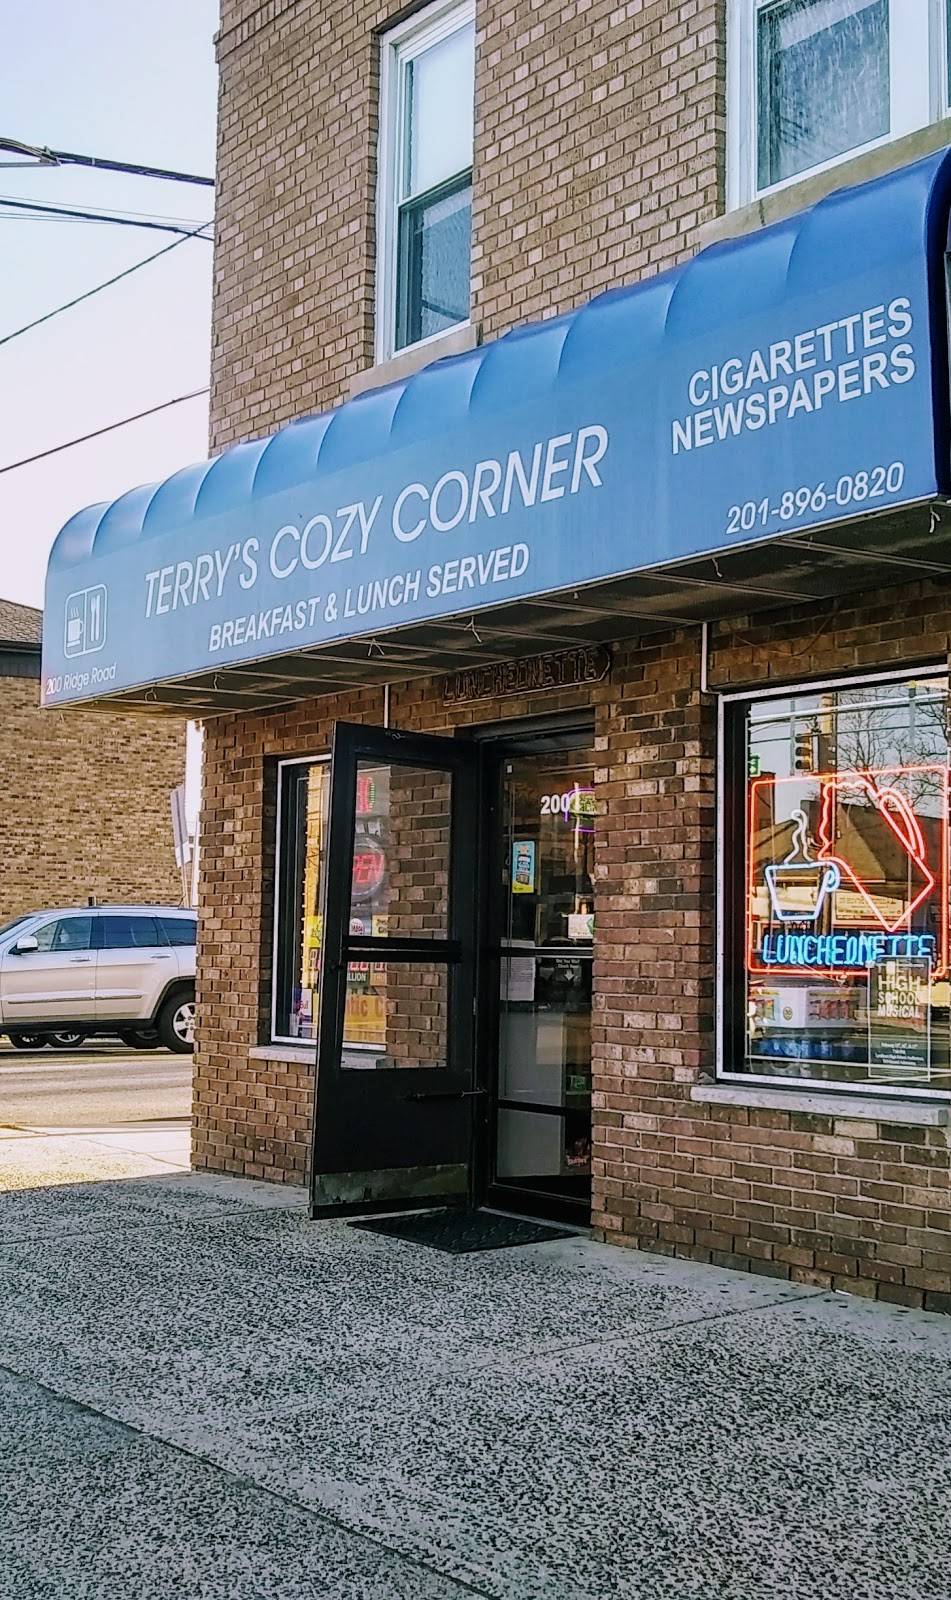 CIGARETTES
NEWSPAPERS
TERRY'S COZY CORNER
BREAKFAST & LUNCH SERVED
201-896-0820
200 Ridge Road
LUNCHEONETTE
200
LUNCHEONETTE
HIGH
SCHOOL
MUSICAL